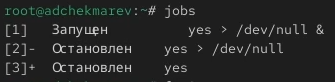 root@adchekmarev:~# jobs
[1]   Запущен          yes > /dev/null &
[2]-  Остановлен    yes > /dev/null
[3]+  Остановлен    yes